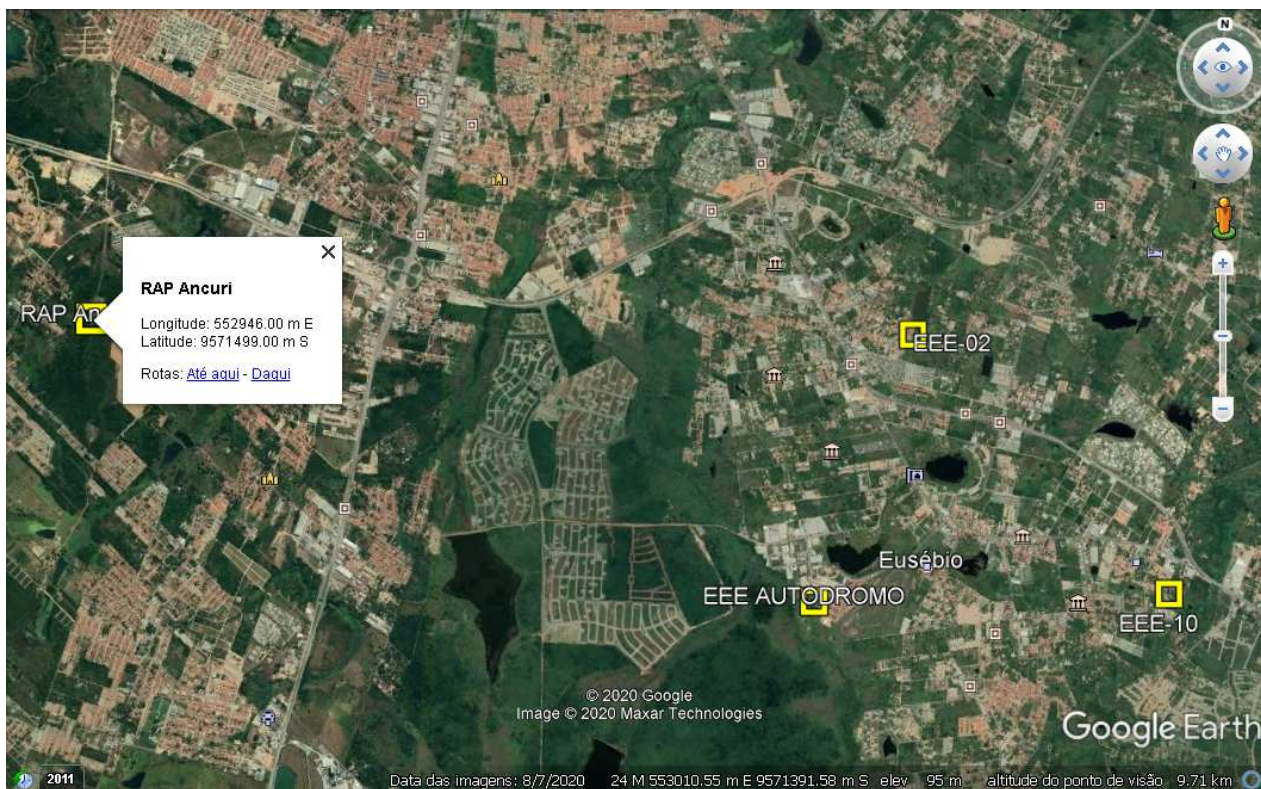 N
RAP Ancuri
Longitude: 552946.00 m E
Latitude: 9571499.00 m S
Rotas: Até aqui - Daqui
RAP An
EEE-02
Eusébio
EEE AUTODROMO
EEE-10
© 2020 Google
Image © 2020 Maxar Technologies
Google Earth
2011
Data das imagens: 8/7/2020 24 M 553010.55 m E 9571391.58 m S elev 95 m altitude do ponto de visão 9.71 km